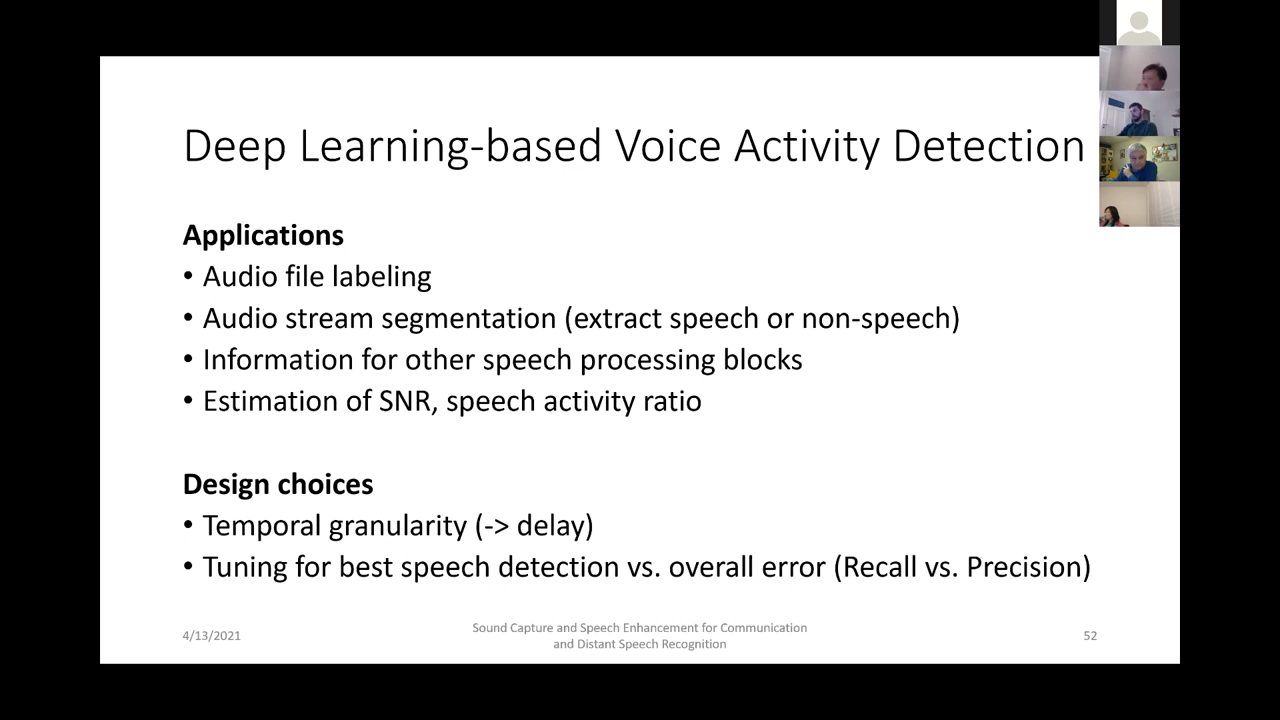 Deep Learning-based Voice Activity Detection
Applications
• Audio file labeling
• Audio stream segmentation (extract speech or non-speech)
• Information for other speech processing blocks
• Estimation of SNR, speech activity ratio
Design choices
• Temporal granularity (-> delay)
• Tuning for best speech detection vs. overall error (Recall vs. Precision)
4/13/2021
Sound Capture and Speech Enhancement for Communication
and Distant Speech Recognition
52